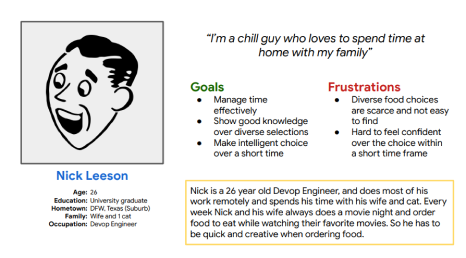 “I’m a chill guy who loves to spend time at
home with my family”
Goals
● Manage time
effectively
● Show good knowledge
over diverse selections
● Make intelligent choice
over a short time
Frustrations
● Diverse food choices
are scarce and not easy
to find
● Hard to feel confident
over the choice within
a short time frame
Nick Leeson
Age: 26
Education: University graduate
Hometown: DFW, Texas (Suburb)
Family: Wife and 1 cat
Occupation: Devop Engineer
Nick is a 26 year old Devop Engineer, and does most of his
work remotely and spends his time with his wife and cat. Every
week Nick and his wife always does a movie night and order
food to eat while watching their favorite movies. So he has to
be quick and creative when ordering food.